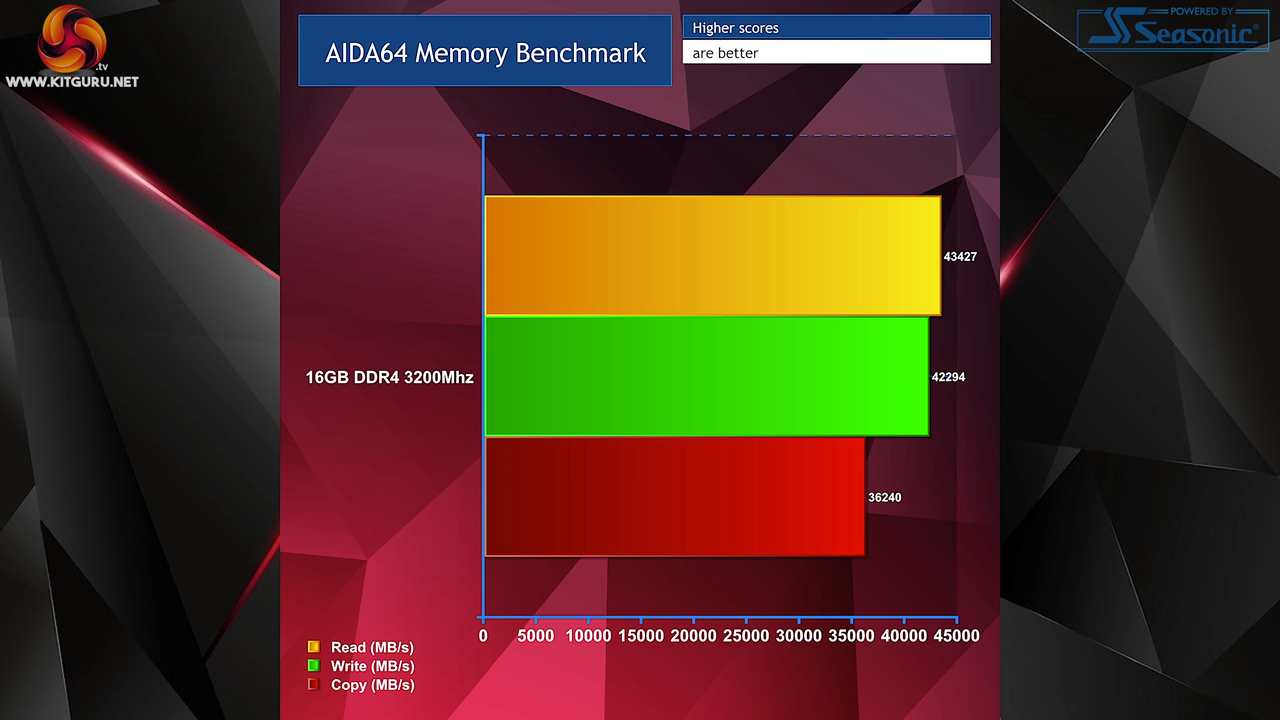 .tv
WWW.KITGURU.NET
AIDA64 Memory Benchmark
Higher scores
are better
POWERED BY
Seasonic®
43427
16GB DDR4 3200Mhz
42294
36240
0 5000 10000 15000 20000 25000 30000 35000 40000 45000
Read (MB/s)
Write (MB/s)
Copy (MB/s)